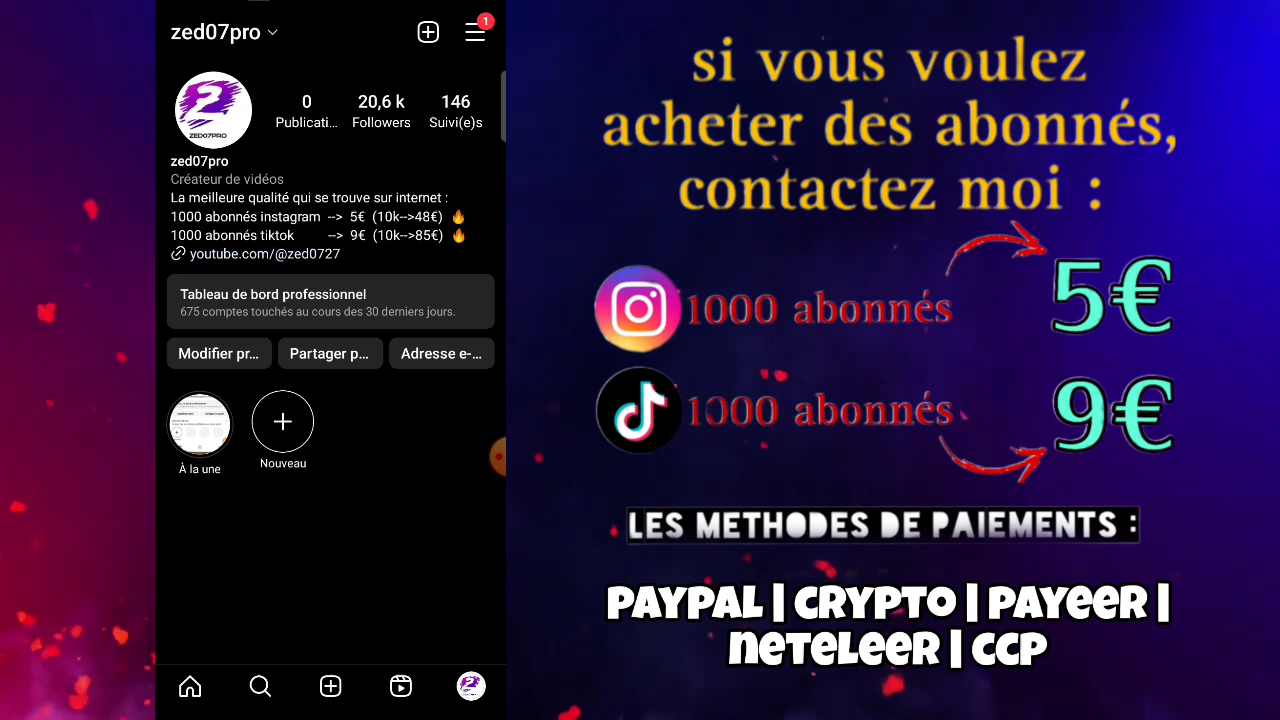 zed07pro
1
ZED07PRO
0 20,6 k 146
Publicati... Followers Suivi(e)s
zed07pro
Créateur de vidéos
La meilleure qualité qui se trouve sur internet :
1000 abonnés instagram --> 5€ (10k-->48€) 🔥
1000 abonnés tiktok --> 9€ (10k-->85€) 🔥
youtube.com/@zed0727
Tableau de bord professionnel
675 comptes touchés au cours des 30 derniers jours.
Modifier pr... Partager p... Adresse e-...
À la une Nouveau
si vous voulez
acheter des abonnés,
contactez moi :
1000 abonnés 5€
1000 abonnés 9€
LES METHODES DE PAIEMENTS :
PAYPAL | CRYPTO | PAYEER |
NETELEER | CCP